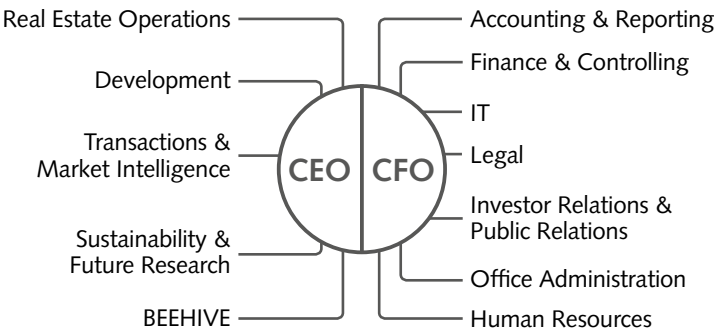 Real Estate Operations
Development
Transactions &
Market Intelligence
Sustainability &
Future Research
BEEHIVE
CEO
CFO
Accounting & Reporting
Finance & Controlling
IT
Legal
Investor Relations &
Public Relations
Office Administration
Human Resources